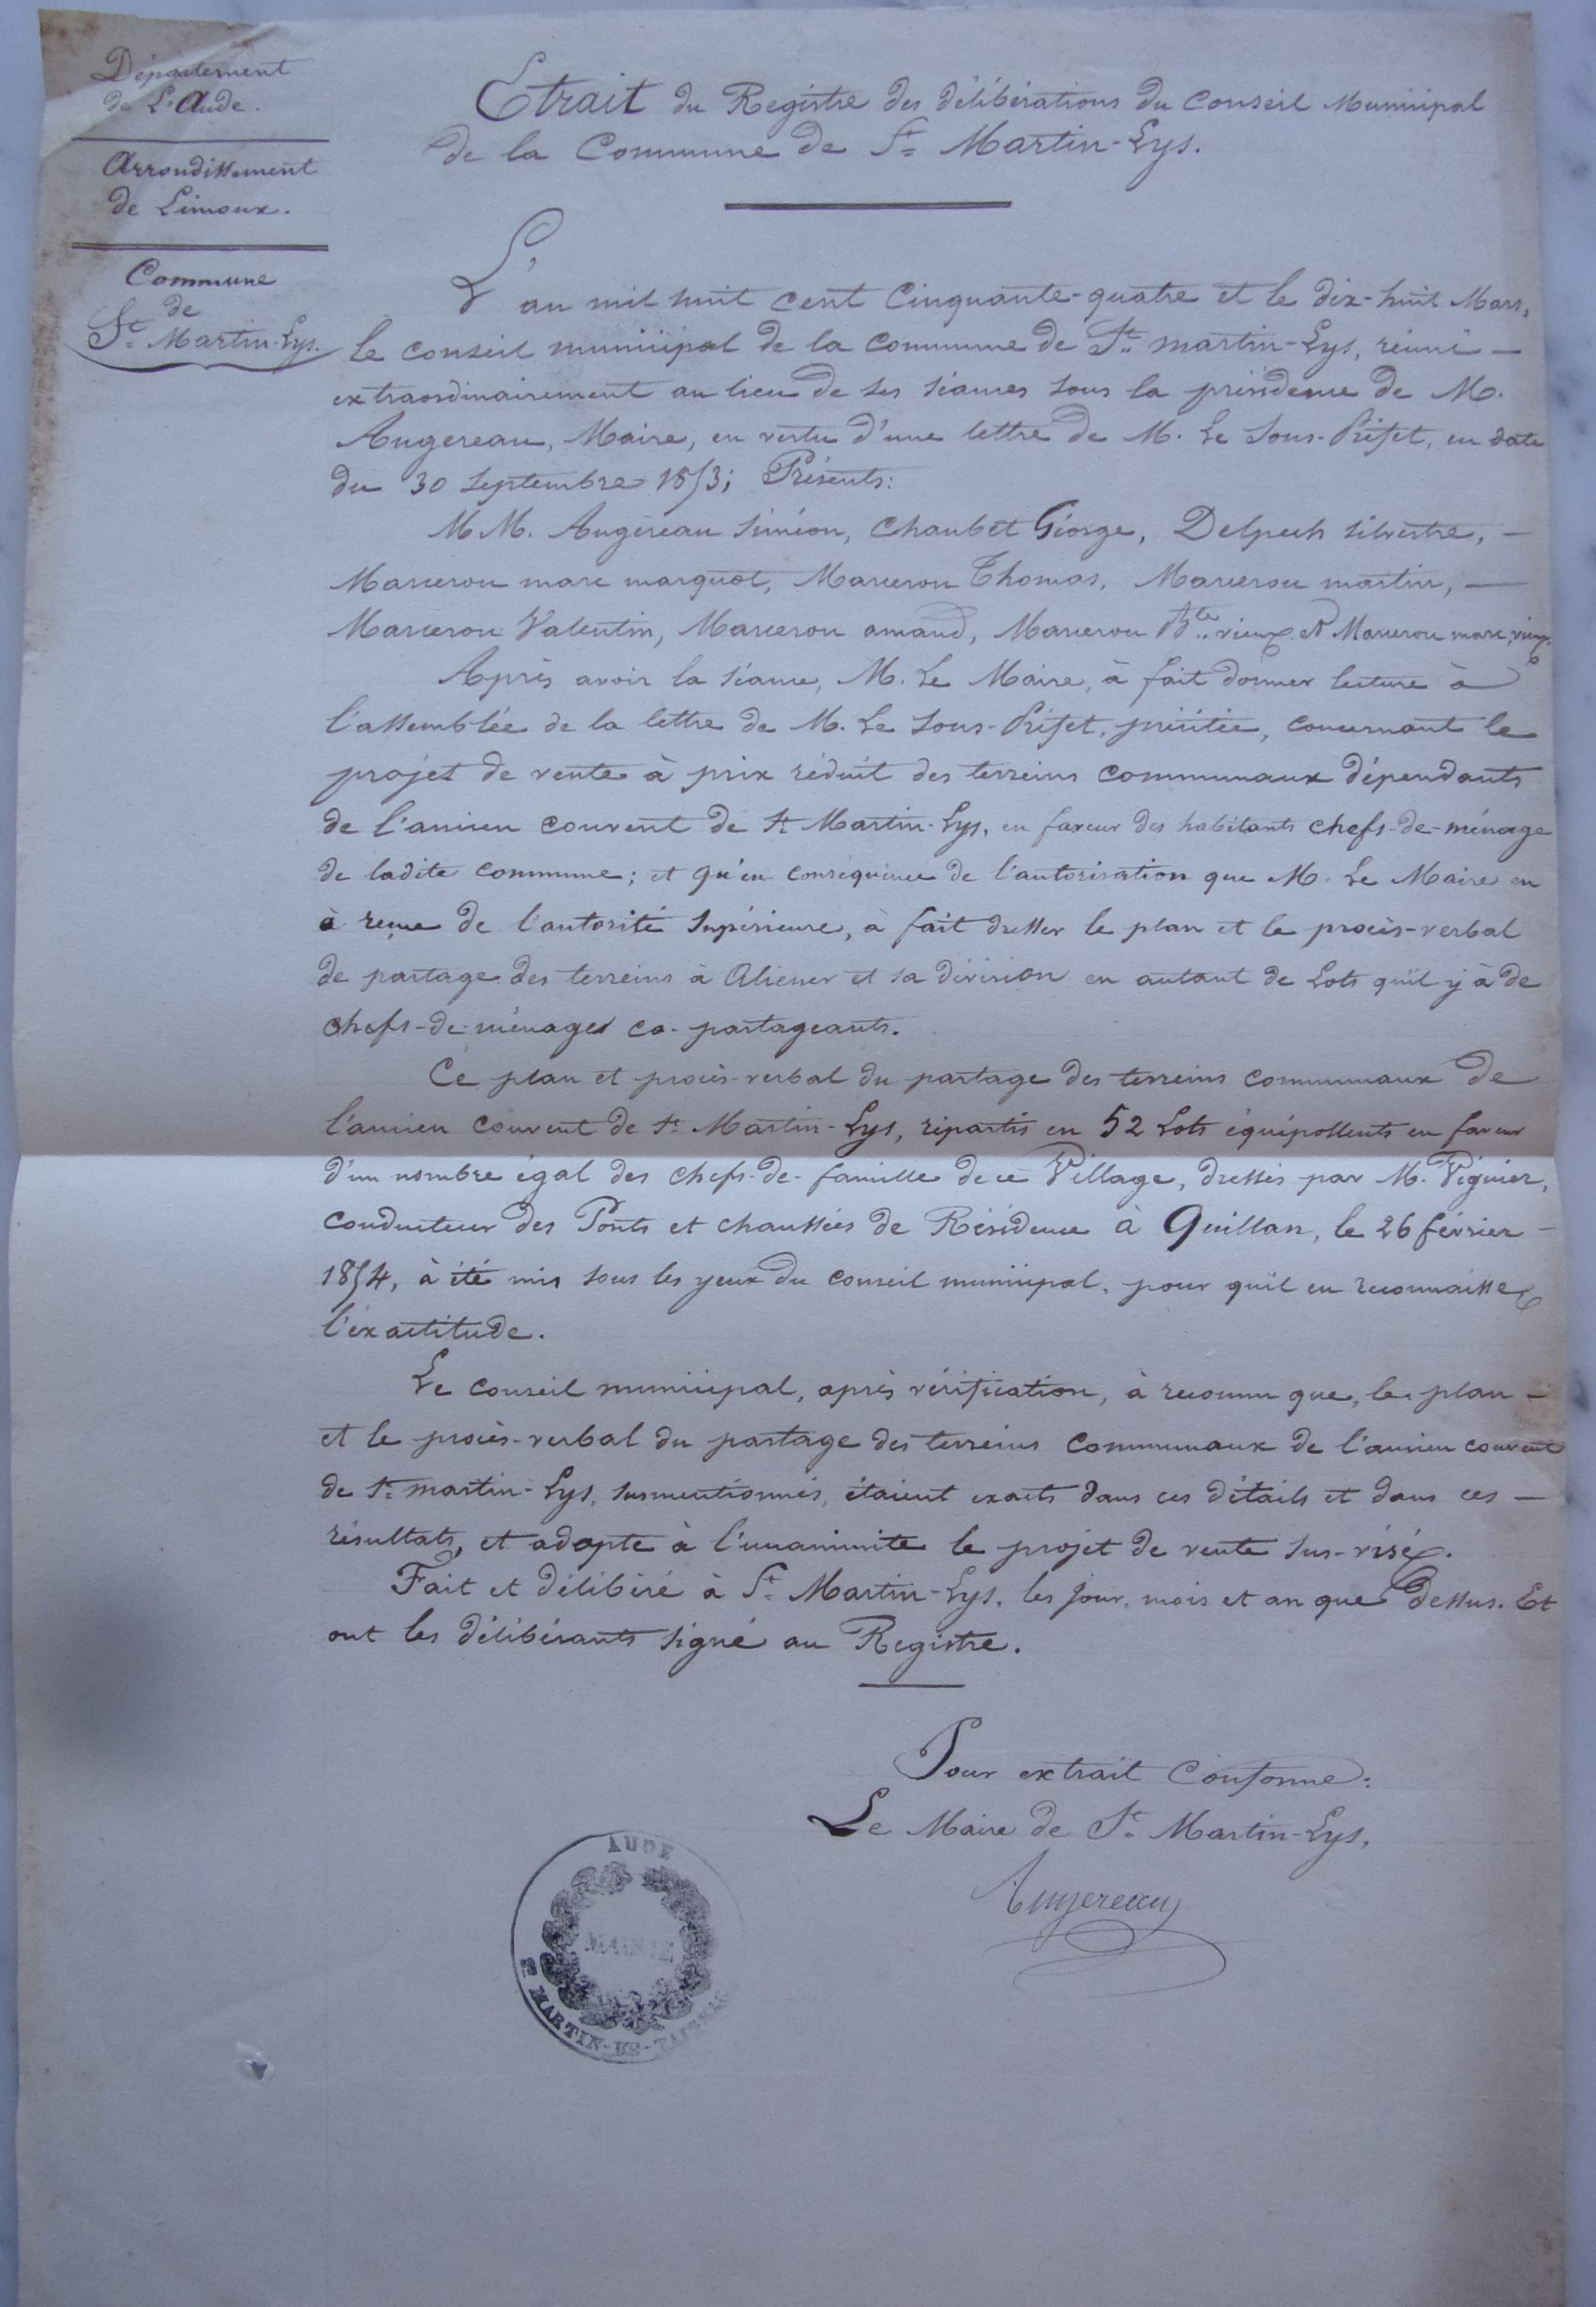 Département
de L'Aude.
Arrondissement
de Limoux.
Commune
de
St Martin-Lys.
Etrait du Registre des délibérations du Conseil Municipal
de la Commune de St Martin-Lys.
L'an mil huit cent Cinquante-quatre et le dix-huit Mars,
le conseil municipal de la commune de St martin-Lys, réuni —
extraordinairement au lieu de ses séances sous la présidence de M.
Augereau, Maire, en vertu d'une lettre de M. Le Sous-Préfet, en date
du 30 Septembre 1853; Présents:
MM. Augereau Siméon, Chaubet George, Delpech silvestre, —
Marcerou marc marquot, Marcerou Thomas, Marcerou martin, —
Marcerou Valentin, Marcerou amand, Marcerou Bte vieux et Marcerou marc, vieux.
Après avoir la séance, M. Le Maire, à fait donner lecture à
l'assemblée de la lettre de M. Le Sous-Préfet, précitée, concernant le
projet de vente à prix réduit des terreins communaux dépendants
de l'ancien couvent de St Martin-Lys, en faveur des habitants chefs-de-ménage
de ladite commune; et qu'en conséquence de l'autorisation que M. Le Maire en
à reçue de l'autorité Supérieure, à fait dresser le plan et le procès-verbal
de partage des terreins à Aliener et sa division en autant de Lots qu'il y à de
chefs-de-ménages co-partageants.
Ce plan et procès-verbal du partage des terreins communaux de
l'ancien couvent de St Martin-Lys, répartis en 52 Lots équipollents en faveur
d'un nombre égal des chefs-de-famille de ce Village, dressés par M. Viguier,
conducteur des Ponts et chaussées de Résidence à Quillan, le 26 février —
1854, à été mis sous les yeux du conseil municipal, pour qu'il en reconnaisse
l'éxactitude.
Le conseil municipal, après vérification, à reconnu que, le plan —
et le procès-verbal du partage des terreins communaux de l'ancien couvent
de St martin-Lys, susmentionnés, étaient exacts dans ces détails et dans ces —
résultats, et adopte à l'unanimite le projet de vente sus-visé.
Fait et délibéré à St Martin-Lys, les jour, mois et an que dessus. Et
ont les délibérants signé au Registre.
Pour extrait Conforme:
Le Maire de St Martin-Lys,
Augereau
AUDE
MAIRIE
St MARTIN-DE-TAISSAC